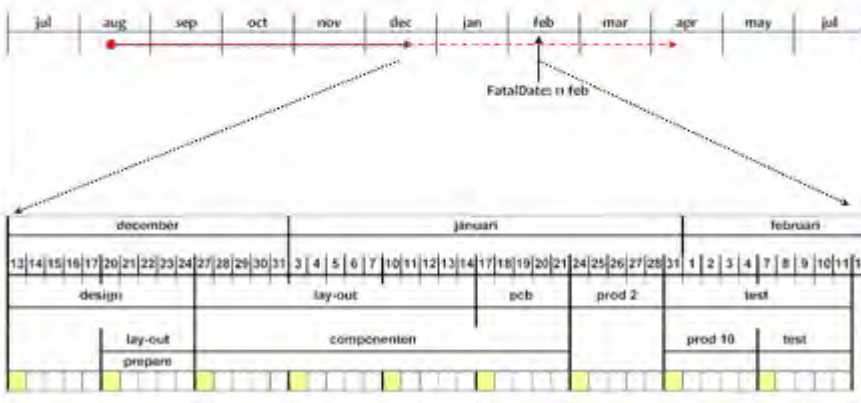 jul aug sep oct nov dec jan feb mar apr may jul
FatalDate: 11 feb
december januari februari
13 14 15 16 17 20 21 22 23 24 27 28 29 30 31 3 4 5 6 7 10 11 12 13 14 17 18 19 20 21 24 25 26 27 28 31 1 2 3 4 7 8 9 10 11
design lay-out pcb prod 2 test
lay-out componenten prod 10 test
prepare